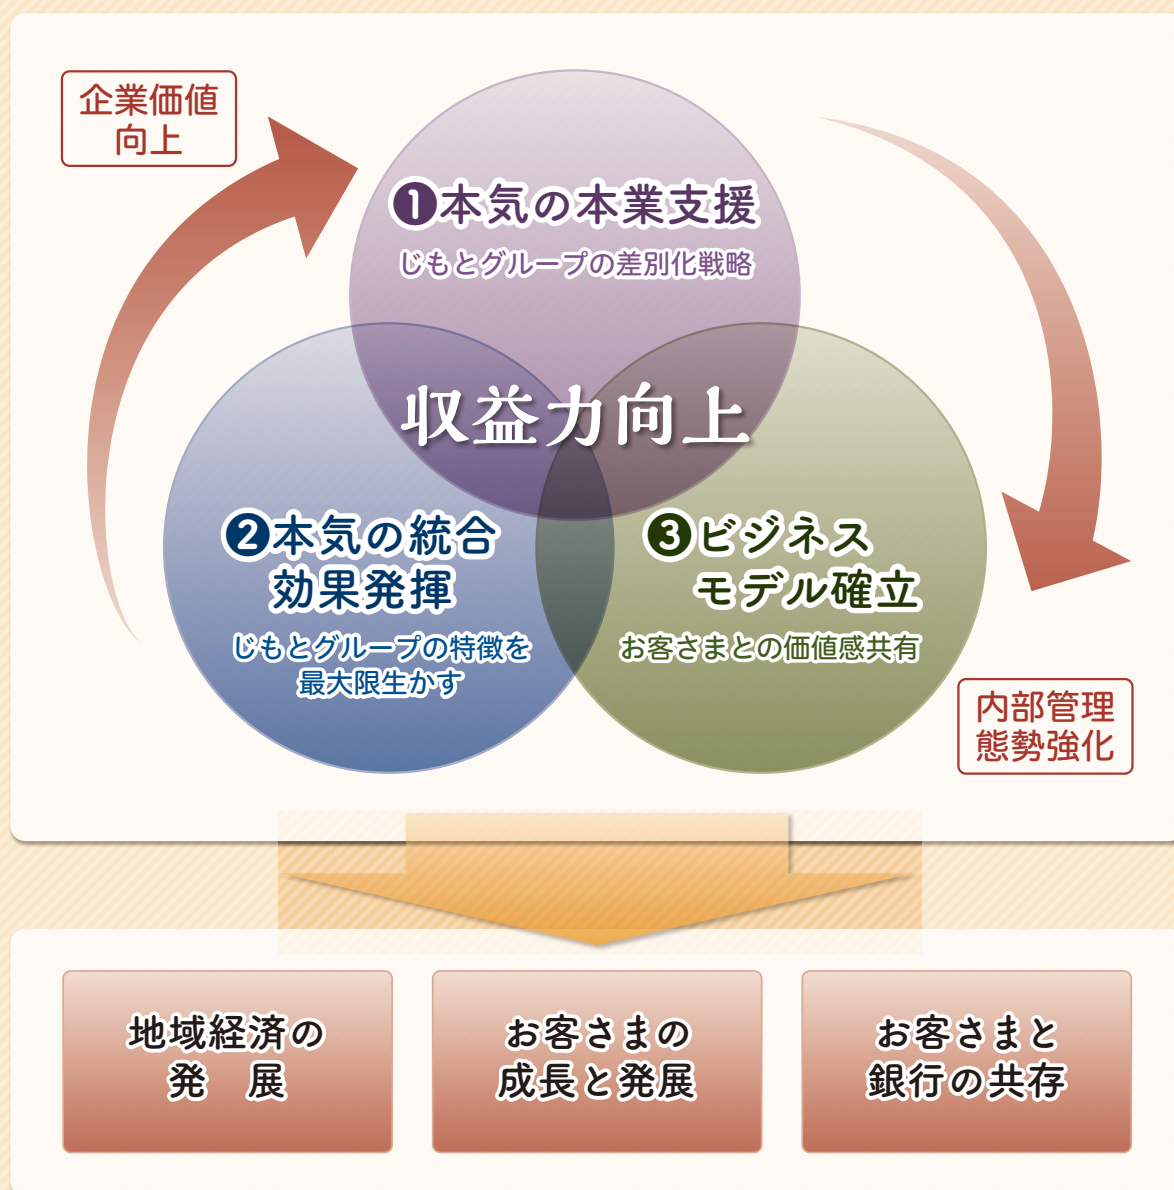 企業価値
向上
❶本気の本業支援
じもとグループの差別化戦略
収益力向上
❷本気の統合
効果発揮
じもとグループの特徴を
最大限生かす
❸ビジネス
モデル確立
お客さまとの価値感共有
内部管理
態勢強化
地域経済の
発　展
お客さまの
成長と発展
お客さまと
銀行の共存